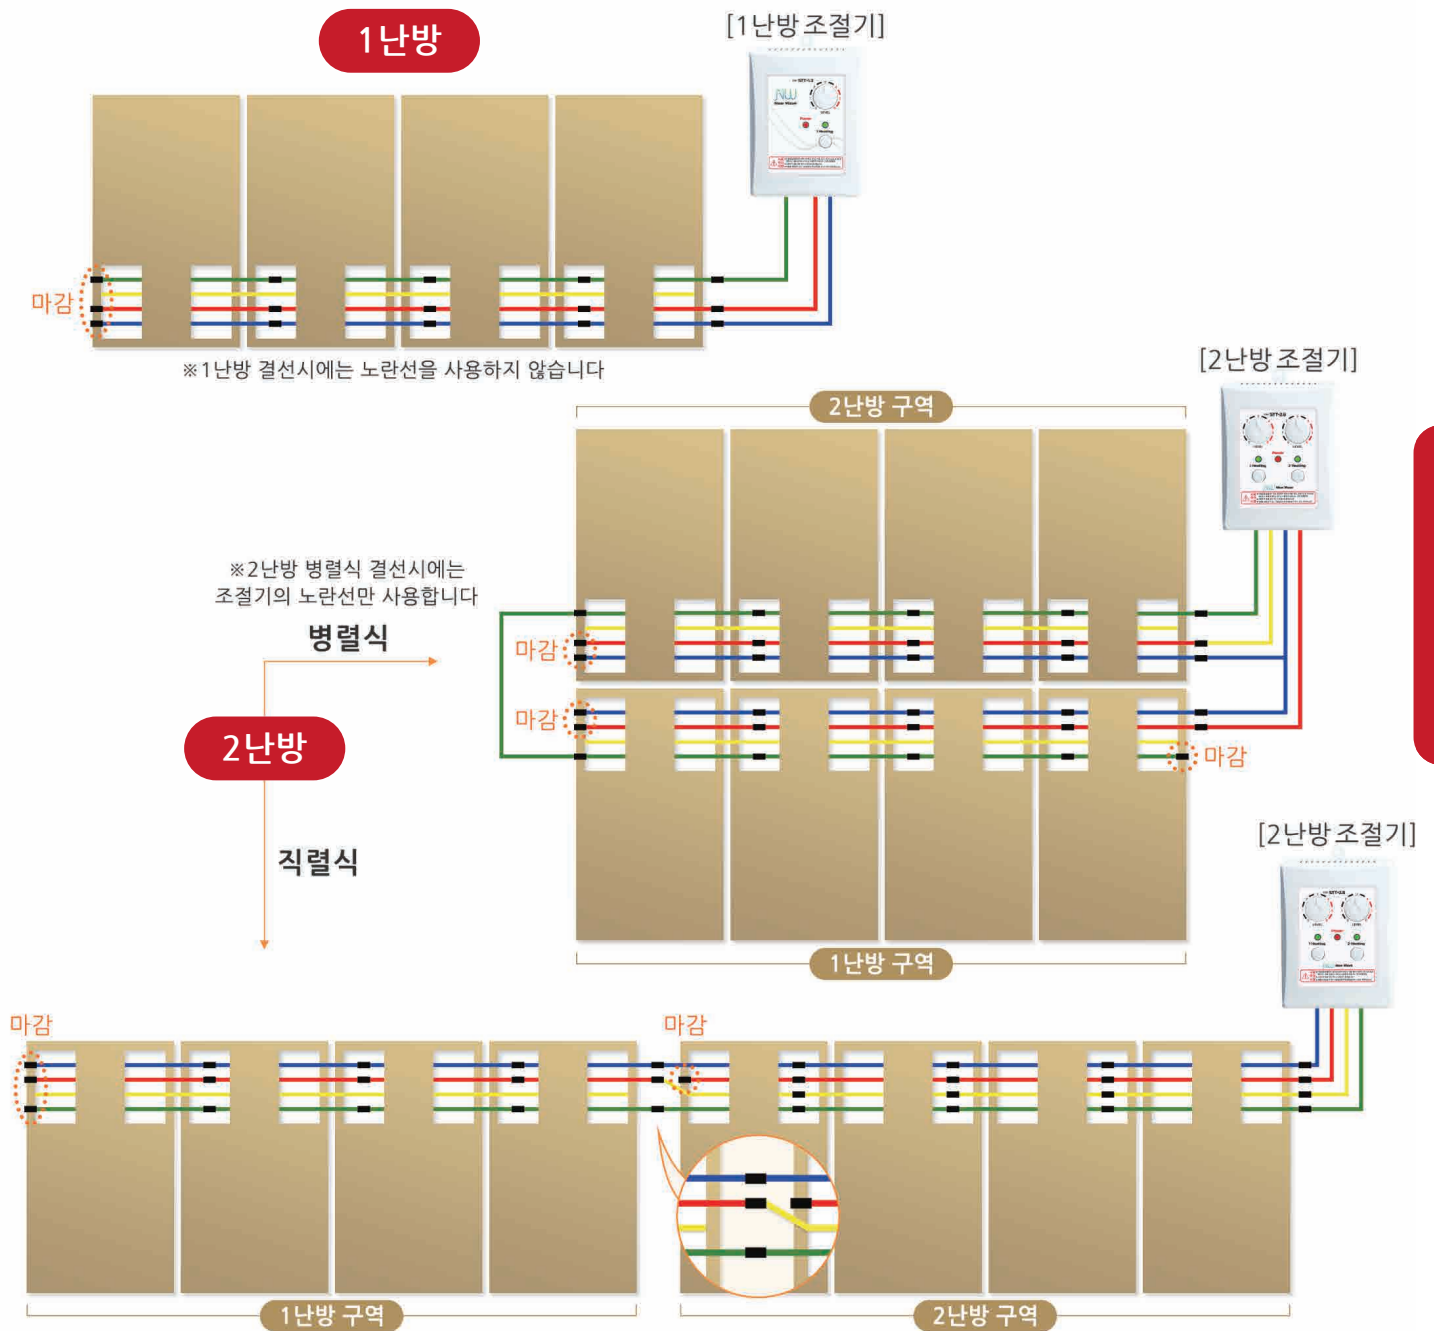 1난방
[1난방 조절기]
마감
※1난방 결선시에는 노란선을 사용하지 않습니다
[2난방 조절기]
2난방 구역
※2난방 병렬식 결선시에는
조절기의 노란선만 사용합니다
병렬식
마감
마감
2난방
마감
직렬식
1난방 구역
[2난방 조절기]
마감
마감
1난방 구역
2난방 구역